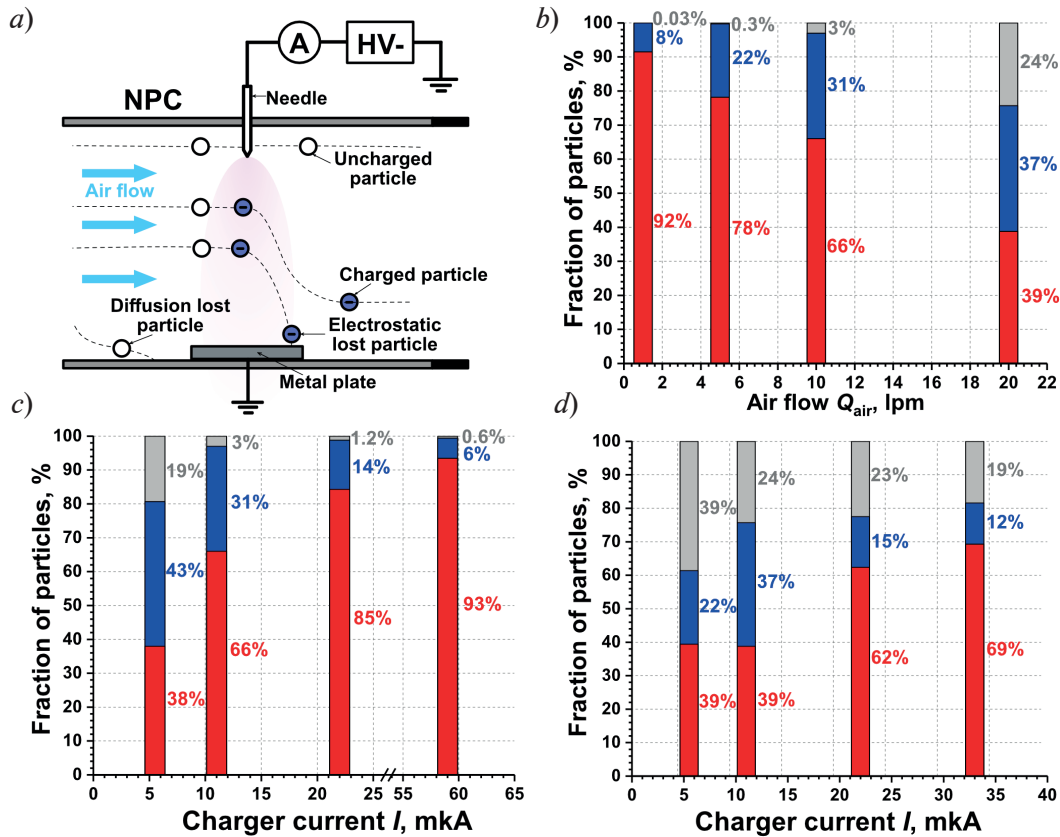 a)
A
HV-
NPC
Needle
Uncharged
particle
Air flow
Charged particle
Diffusion lost
particle
Electrostatic
lost particle
Metal plate
b)
Fraction of particles, %
100
90
80
70
60
50
40
30
20
10
0
0.03%
8%
92%
0.3%
22%
78%
3%
31%
66%
24%
37%
39%
0 2 4 6 8 10 12 14 16 18 20 22
Air flow Qair, lpm
c)
Fraction of particles, %
100
90
80
70
60
50
40
30
20
10
0
19%
43%
38%
3%
31%
66%
1.2%
14%
85%
0.6%
6%
93%
0 5 10 15 20 25 55 60 65
Charger current I, mkA
d)
Fraction of particles, %
100
90
80
70
60
50
40
30
20
10
0
39%
22%
39%
24%
37%
39%
23%
15%
62%
19%
12%
69%
0 5 10 15 20 25 30 35 40
Charger current I, mkA